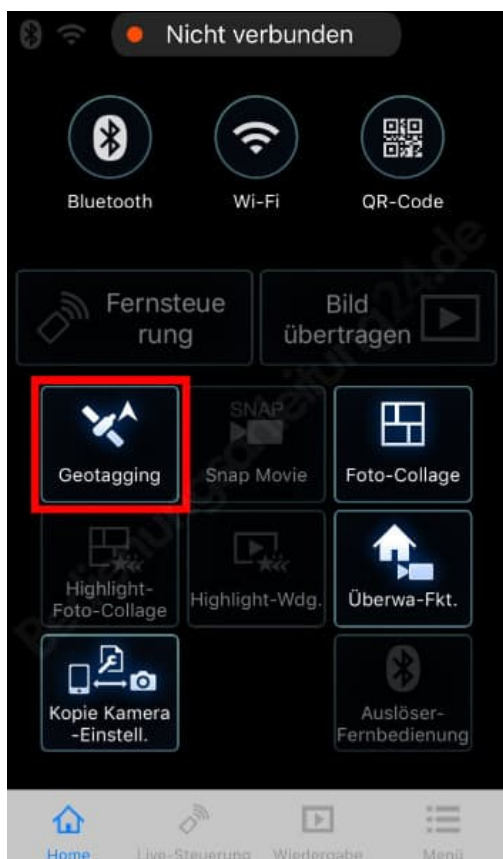 Nicht verbunden
Bluetooth
Wi-Fi
QR-Code
Fernsteue
rung
Bild
übertragen
Geotagging
SNAP
Snap Movie
Foto-Collage
Highlight-
Foto-Collage
Highlight-Wdg.
Überwa-Fkt.
Kopie Kamera
-Einstell.
Auslöser-
Fernbedienung
Home
Live-Steuerung
Wiedergabe
Menü